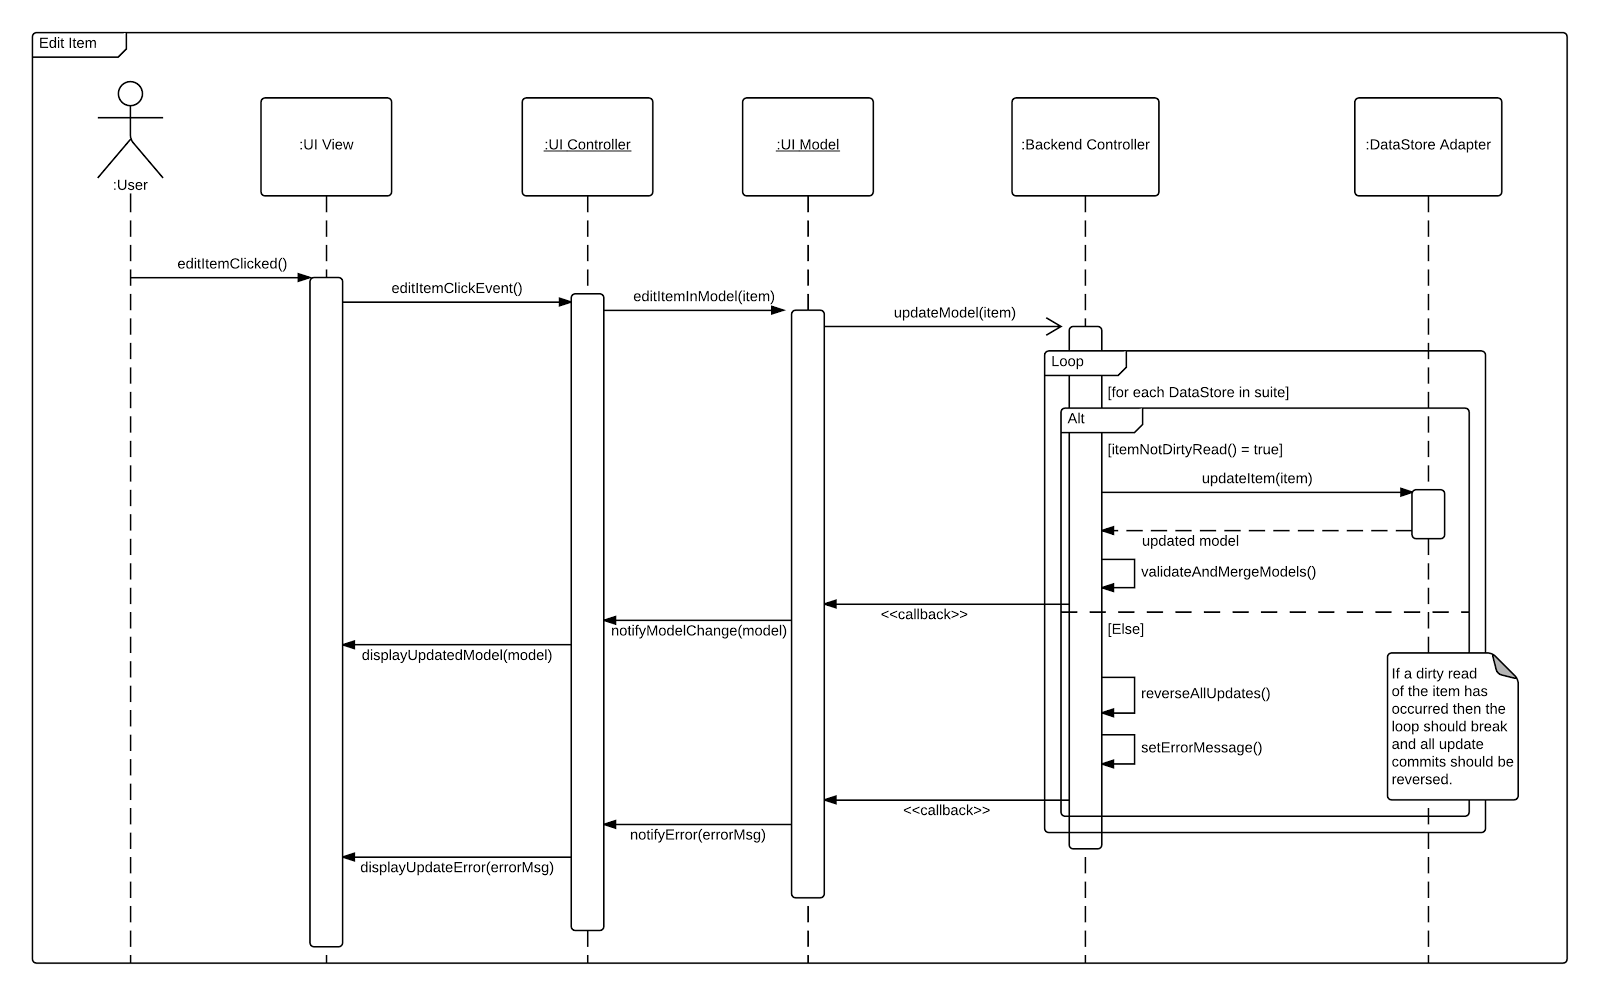 Edit Item
:User
:UI View
:UI Controller
:UI Model
:Backend Controller
:DataStore Adapter
editItemClicked()
editItemClickEvent()
editItemInModel(item)
updateModel(item)
Loop
[for each DataStore in suite]
Alt
[itemNotDirtyRead() = true]
updateItem(item)
updated model
validateAndMergeModels()
<<callback>>
notifyModelChange(model)
displayUpdatedModel(model)
[Else]
If a dirty read
of the item has
occurred then the
loop should break
and all update
commits should be
reversed.
reverseAllUpdates()
setErrorMessage()
<<callback>>
notifyError(errorMsg)
displayUpdateError(errorMsg)